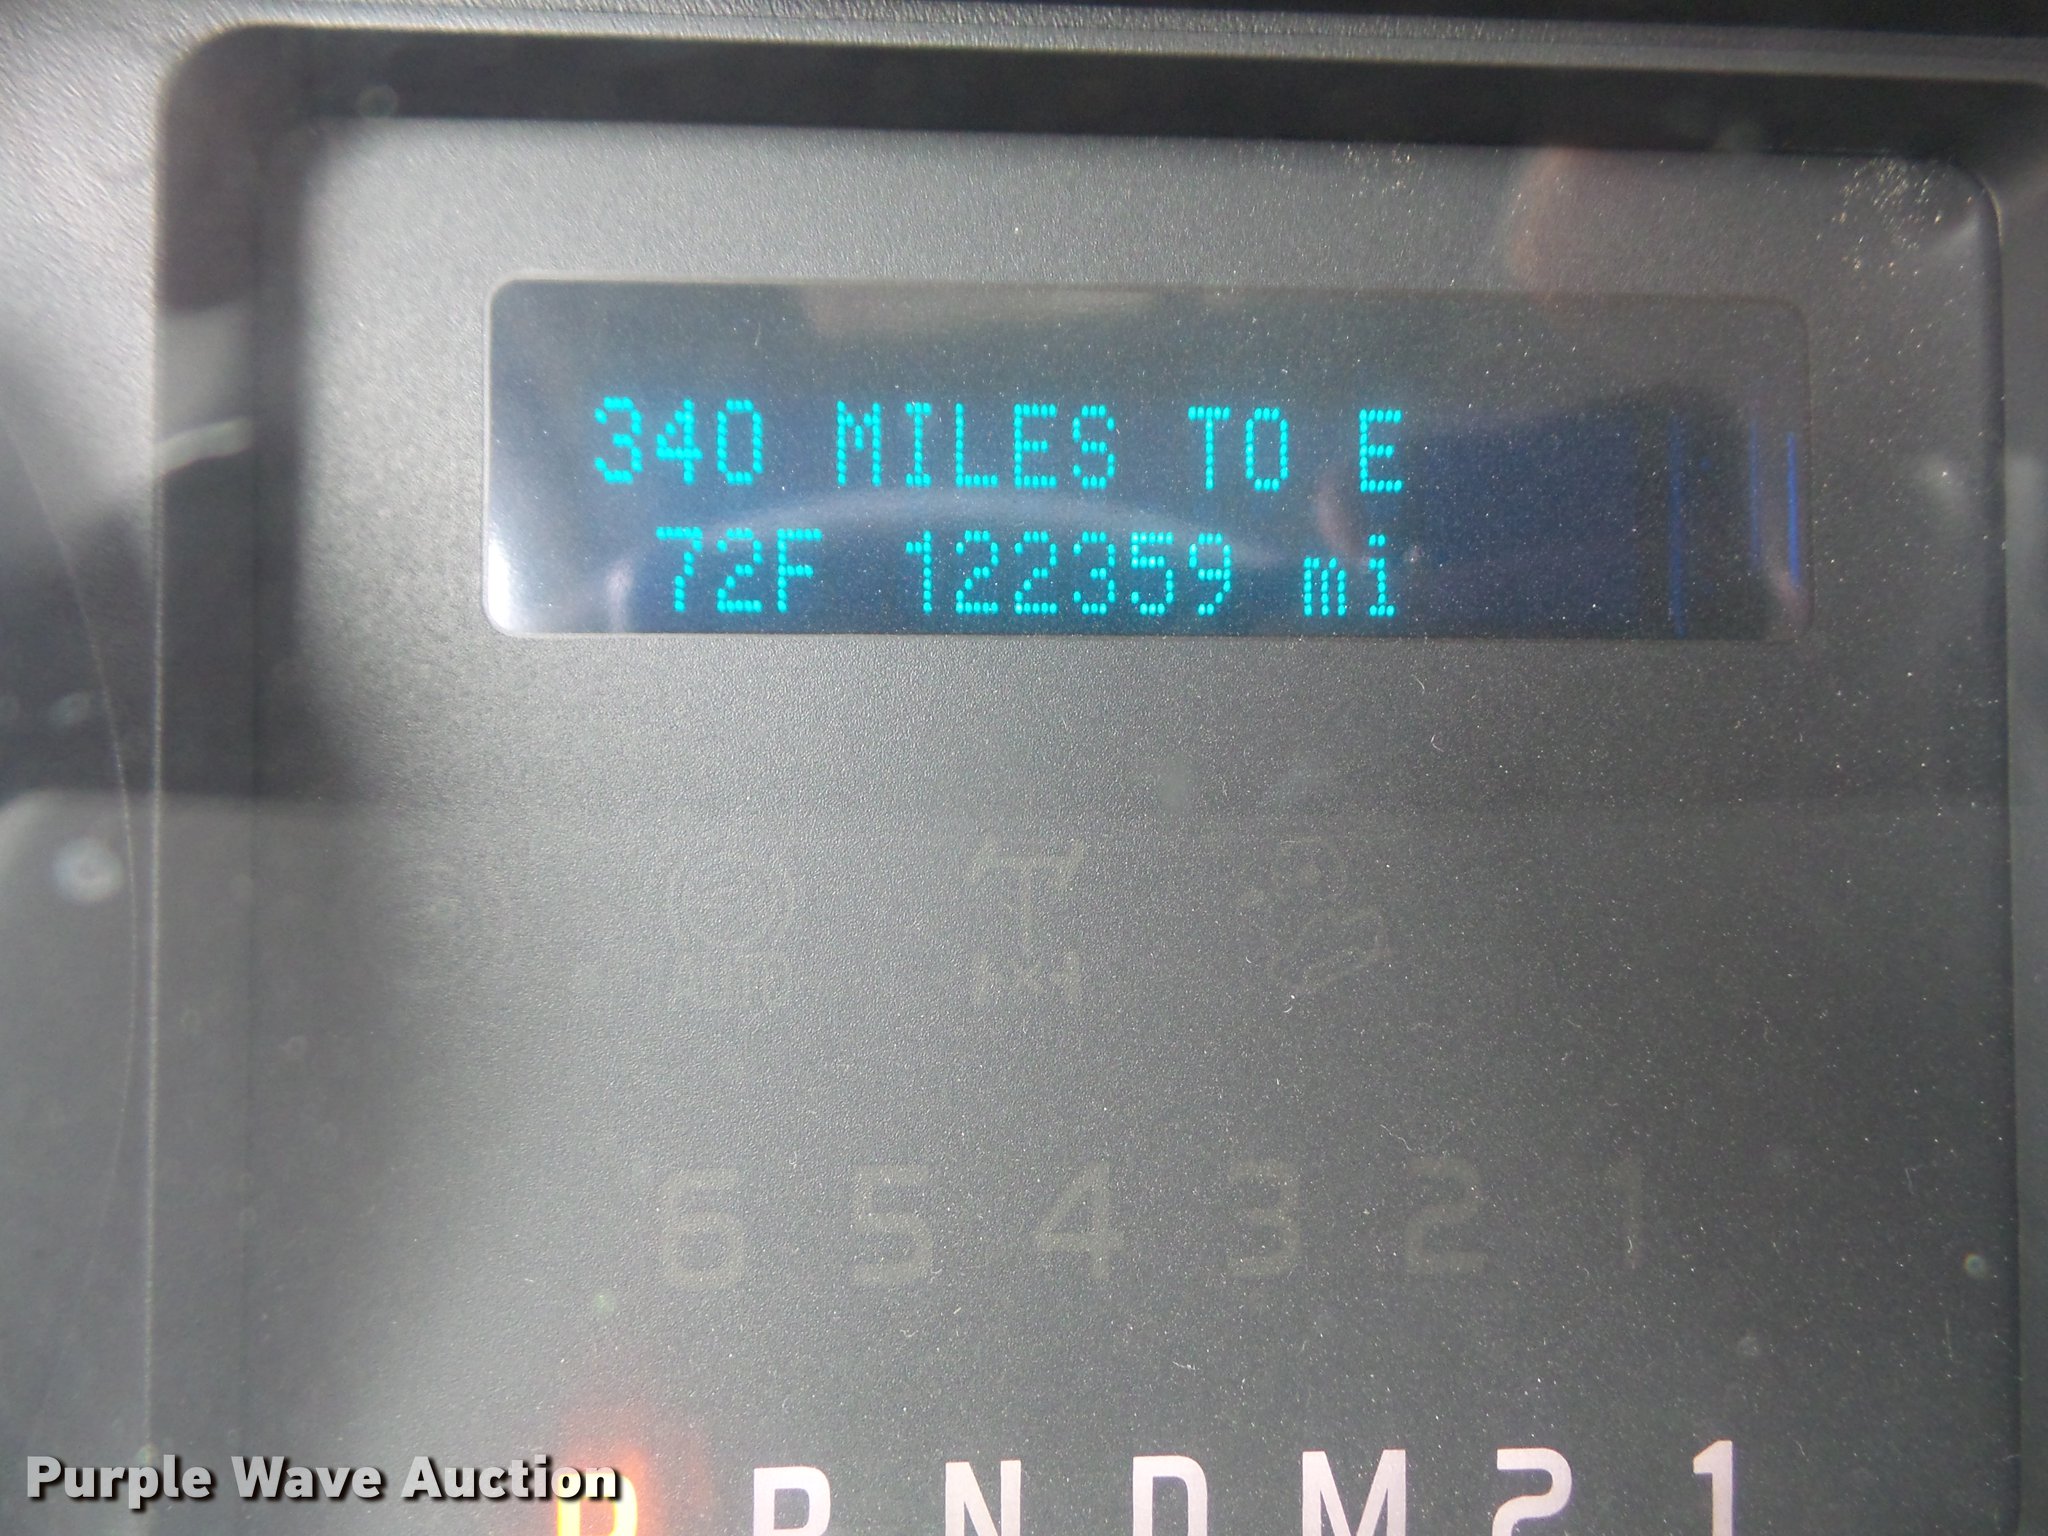 340 MILES TO E
72F 122359 mi
6 5 4 3 2 1
P R N D M 2 1
Purple Wave Auction